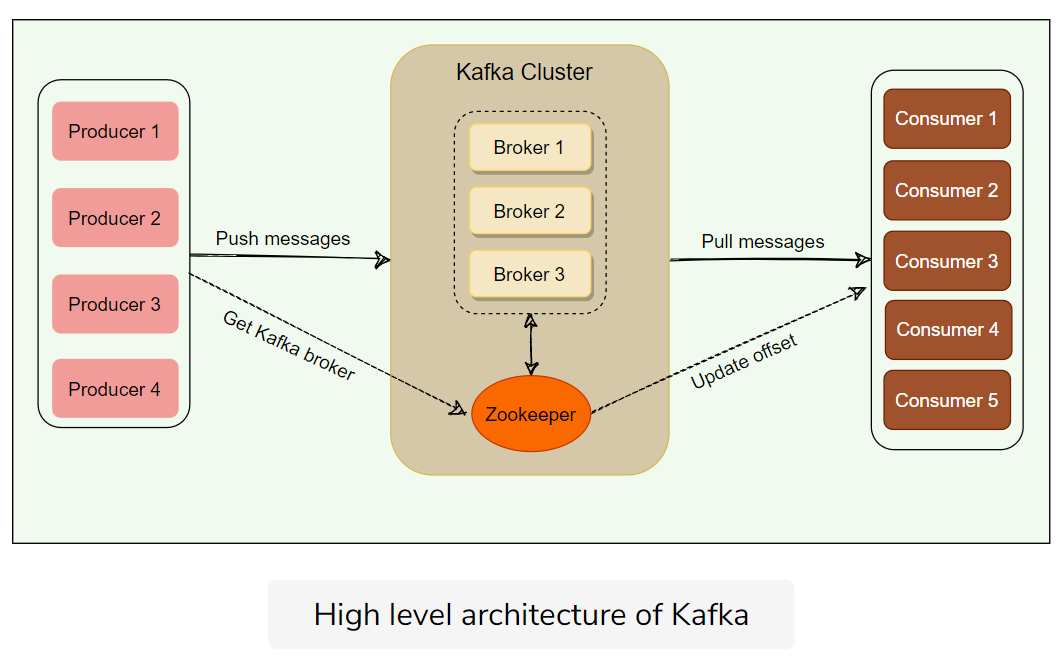 Kafka Cluster
Producer 1
Producer 2
Producer 3
Producer 4
Push messages
Get Kafka broker
Broker 1
Broker 2
Broker 3
Zookeeper
Pull messages
Update offset
Consumer 1
Consumer 2
Consumer 3
Consumer 4
Consumer 5
High level architecture of Kafka